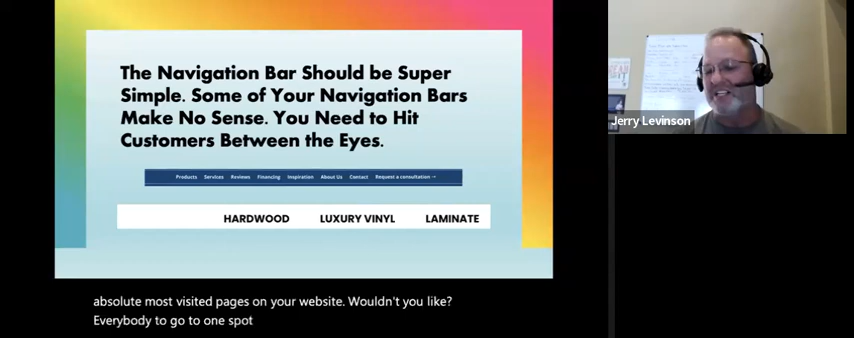 The Navigation Bar Should be Super
Simple. Some of Your Navigation Bars
Make No Sense. You Need to Hit
Customers Between the Eyes.
Products Services Reviews Financing Inspiration About Us Contact Request a consultation →
HARDWOOD LUXURY VINYL LAMINATE
absolute most visited pages on your website. Wouldn't you like?
Everybody to go to one spot
Jerry Levinson